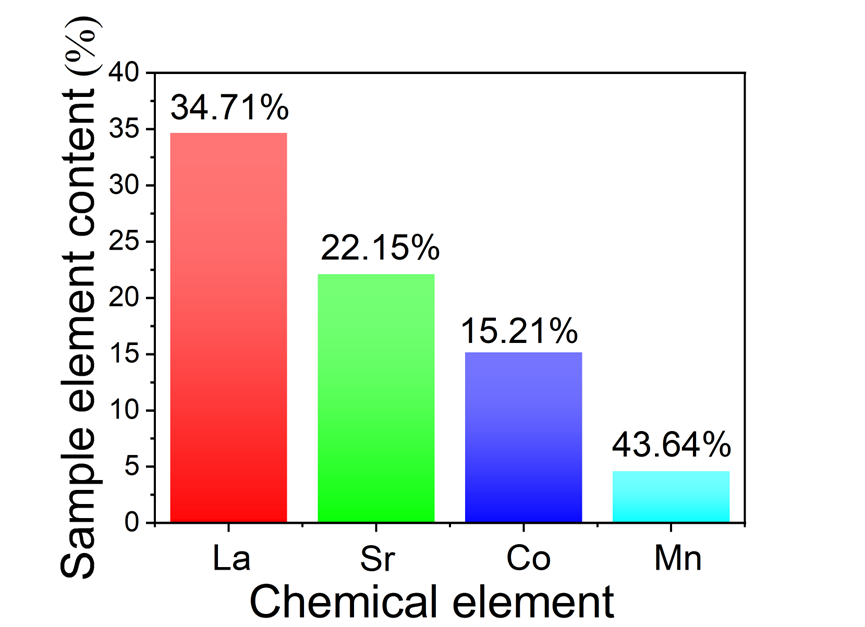 Sample element content (%)
40
35
30
25
20
15
10
5
0
34.71%
22.15%
15.21%
43.64%
La
Sr
Co
Mn
Chemical element